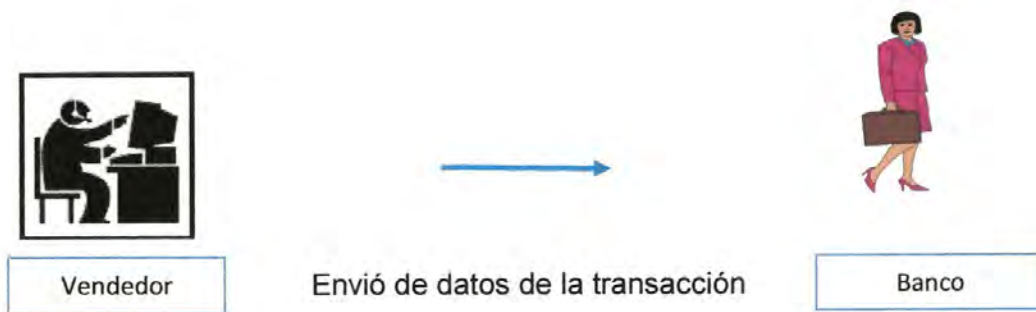 Vendedor
Envió de datos de la transacción
Banco